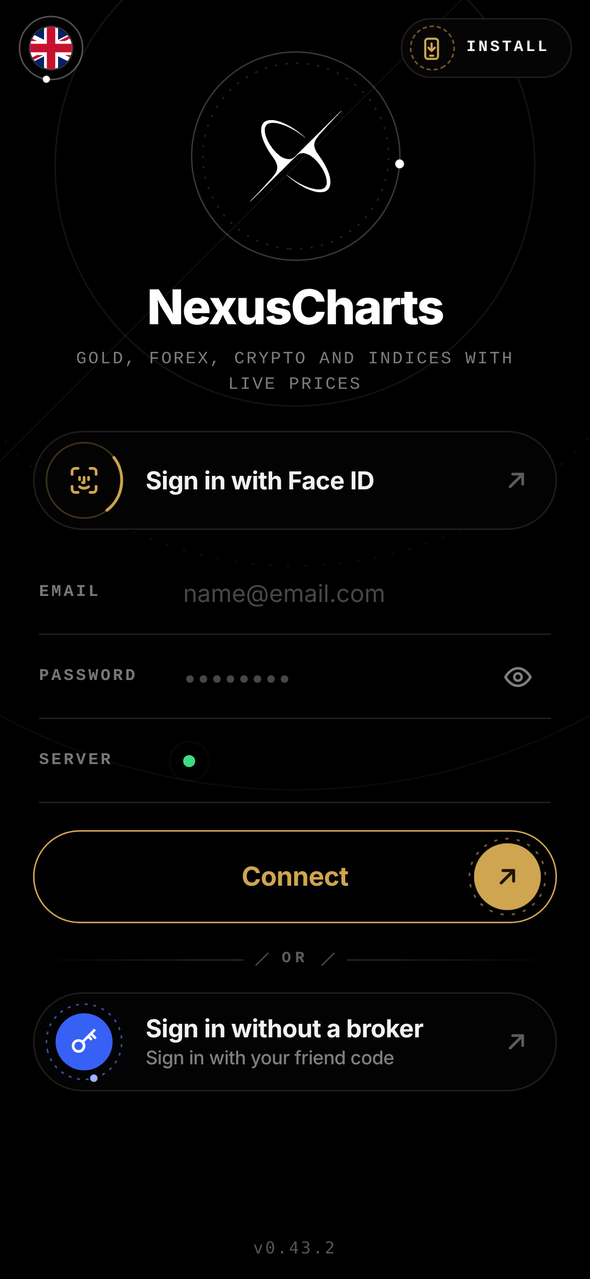 INSTALL
NexusCharts
GOLD, FOREX, CRYPTO AND INDICES WITH
LIVE PRICES
Sign in with Face ID
EMAIL name@email.com
PASSWORD ••••••••
SERVER
Connect
OR
Sign in without a broker
Sign in with your friend code
v0.43.2